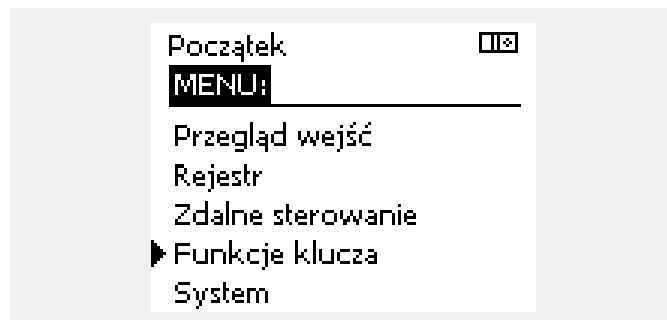 Początek
MENU:
Przegląd wejść
Rejestr
Zdalne sterowanie
Funkcje klucza
System